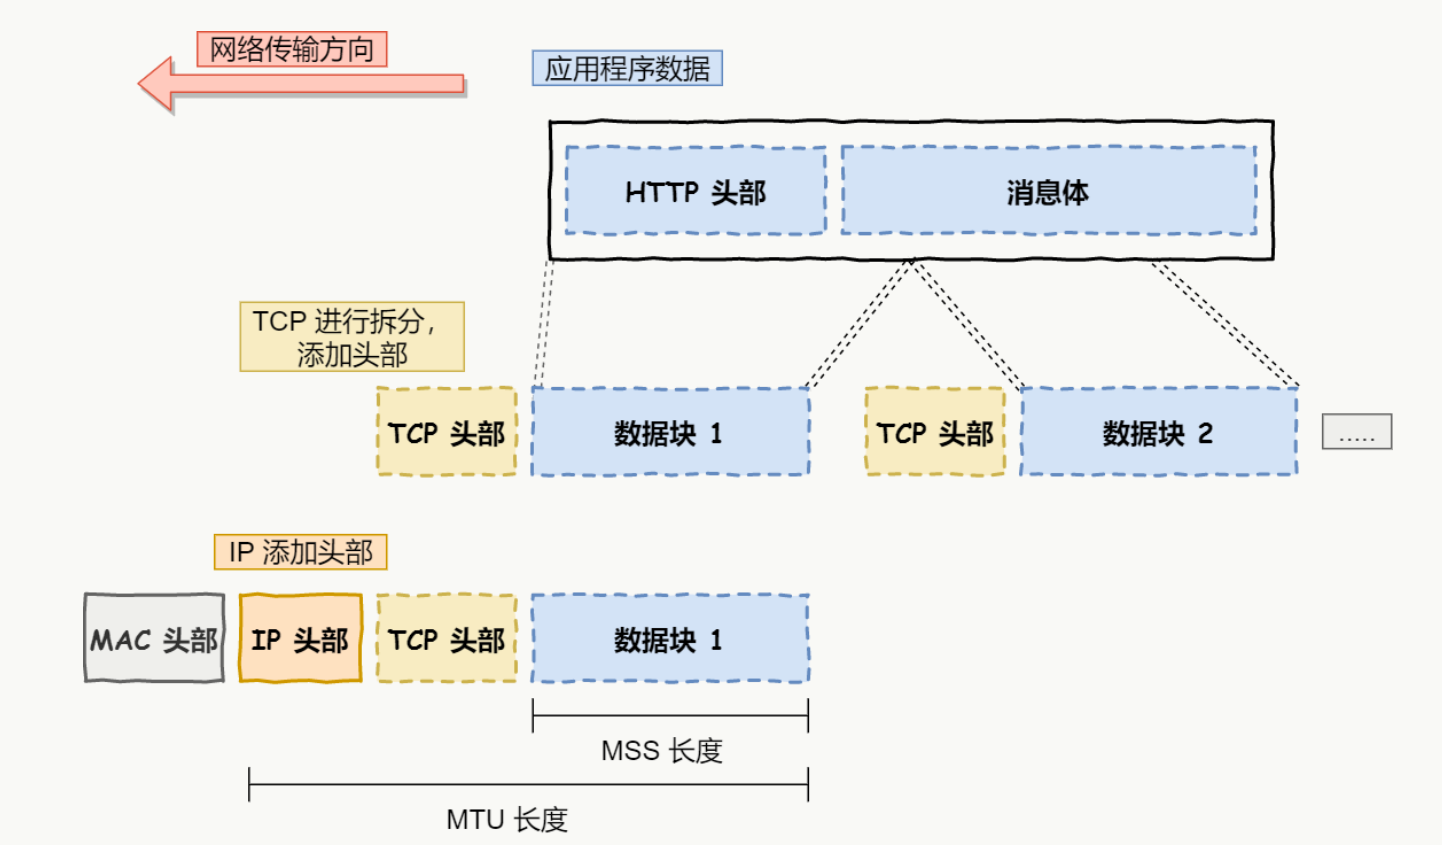 网络传输方向
应用程序数据
HTTP 头部
消息体
TCP 进行拆分，
添加头部
TCP 头部
数据块 1
TCP 头部
数据块 2
.....
IP 添加头部
MAC 头部
IP 头部
TCP 头部
数据块 1
MSS 长度
MTU 长度